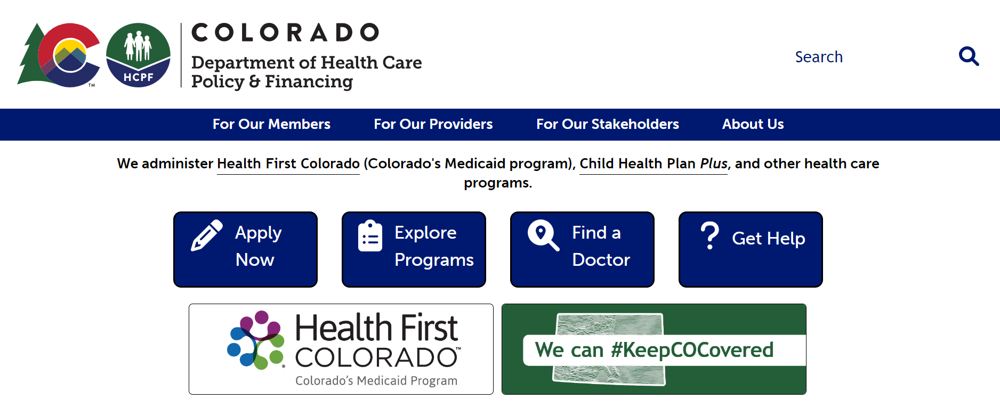 COLORADO
Department of Health Care
Policy & Financing
HCPF
TM
Search
For Our Members
For Our Providers
For Our Stakeholders
About Us
We administer Health First Colorado (Colorado's Medicaid program), Child Health Plan Plus, and other health care
programs.
Apply
Now
Explore
Programs
Find a
Doctor
Get Help
Health First
COLORADO™
®
Colorado's Medicaid Program
We can #KeepCOCovered